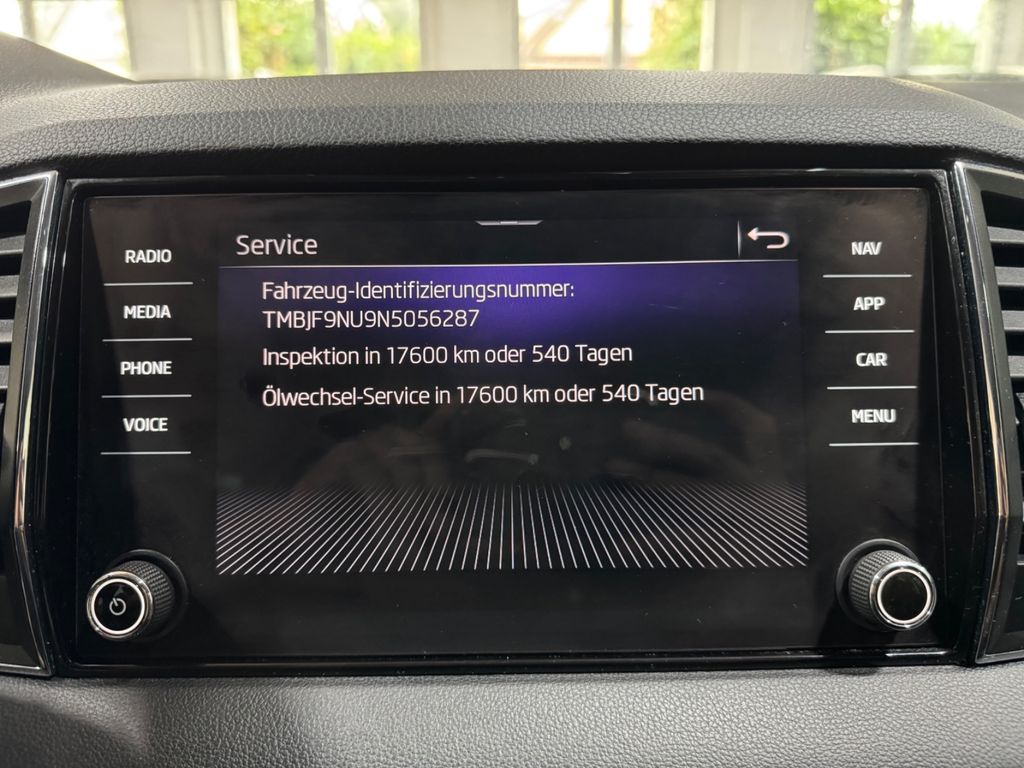 Service
Fahrzeug-Identifizierungsnummer:
TMBJF9NU9N5056287
Inspektion in 17600 km oder 540 Tagen
Ölwechsel-Service in 17600 km oder 540 Tagen
RADIO
MEDIA
PHONE
VOICE
NAV
APP
CAR
MENU